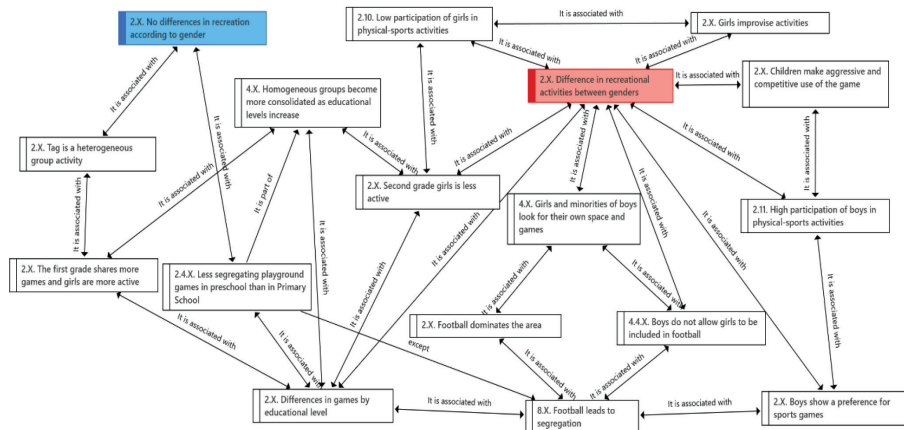 2.X. No differences in recreation
according to gender
2.10. Low participation of girls in
physical-sports activities
It is associated with
2.X. Girls improvise activities
It is associated with
It is associated with
It is associated with
4.X. Homogeneous groups become
more consolidated as educational
levels increase
It is associated with
2.X. Difference in recreational
activities between genders
It is associated with
2.X. Children make aggressive and
competitive use of the game
It is associated with
2.X. Tag is a heterogeneous
group activity
It is associated with
It is associated with
It is associated with
It is associated with
It is associated with
2.X. Second grade girls is less
active
4.X. Girls and minorities of boys
look for their own space and
games
It is associated with
It is associated with
2.11. High participation of boys in
physical-sports activities
It is associated with
It is associated with
It is part of
It is associated with
It is associated with
It is associated with
2.X. The first grade shares more
games and girls are more active
2.4.X. Less segregating playground
games in preschool than in Primary
School
It is associated with
It is associated with
It is associated with
It is associated with
2.X. Football dominates the area
4.4.X. Boys do not allow girls to be
included in football
It is associated with
It is associated with
except
It is associated with
It is associated with
2.X. Differences in games by
educational level
It is associated with
8.X. Football leads to
segregation
It is associated with
2.X. Boys show a preference for
sports games